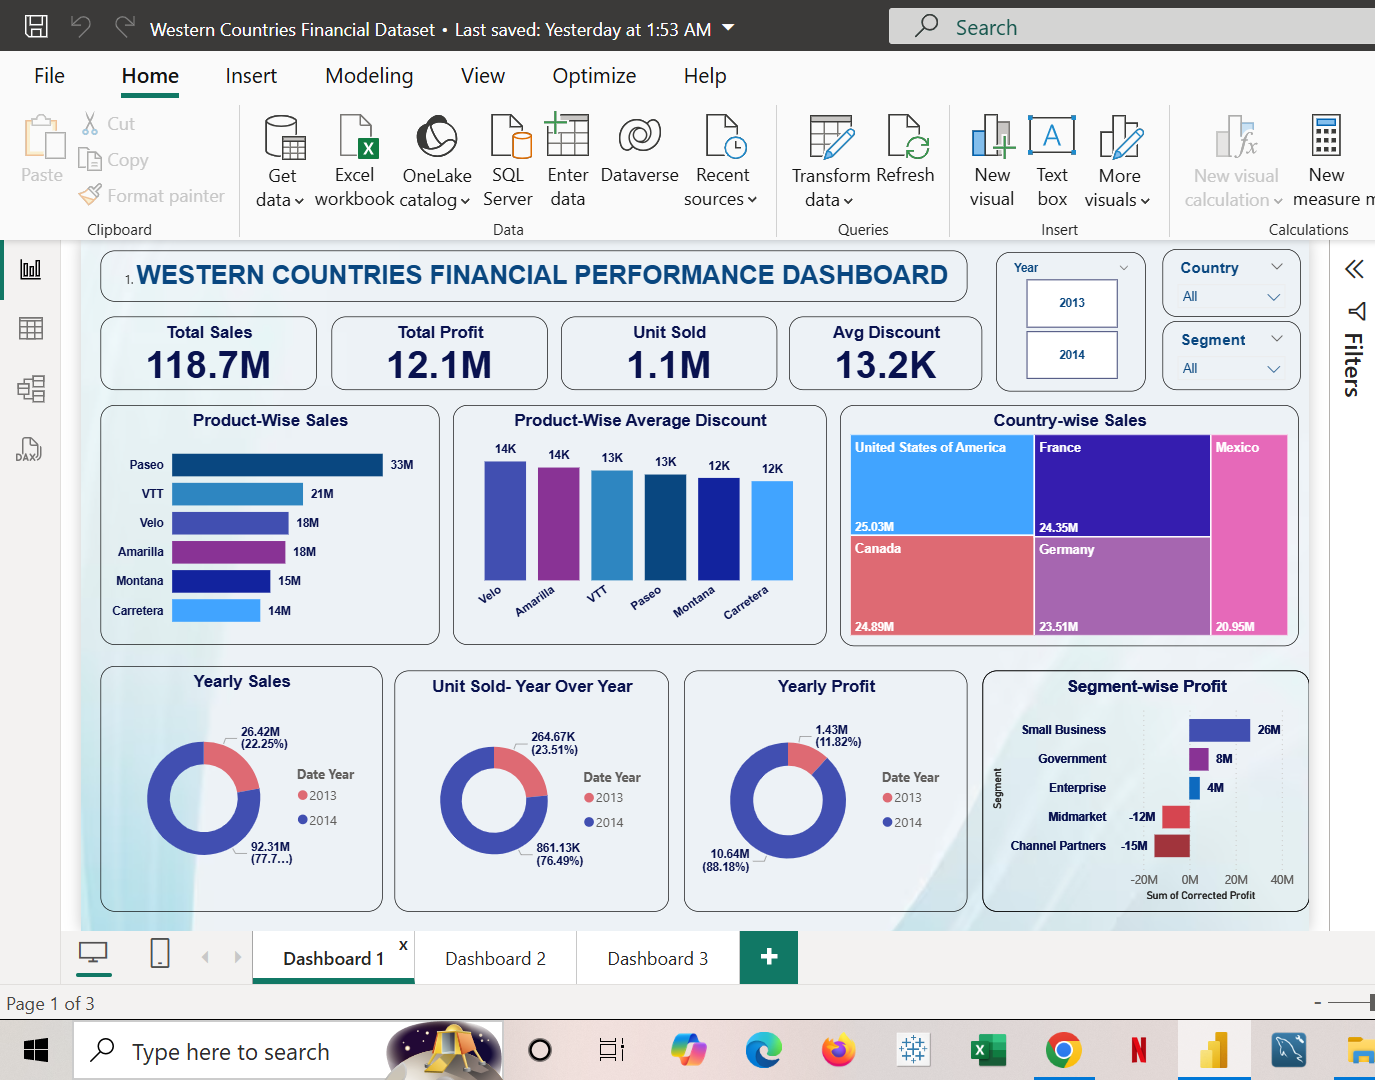 Western Countries Financial Dataset • Last saved: Yesterday at 1:53 AM
Search
File Home Insert Modeling View Optimize Help
Paste
Cut
Copy
Format painter
Clipboard
Get data
Excel workbook
OneLake catalog
SQL Server
Enter data
Dataverse
Recent sources
Data
Transform data
Refresh
Queries
New visual
Text box
More visuals
Insert
New visual calculation
New measure
Calculations
1. WESTERN COUNTRIES FINANCIAL PERFORMANCE DASHBOARD
Year
2013
2014
Country
All
Segment
All
Filters
Total Sales
118.7M
Total Profit
12.1M
Unit Sold
1.1M
Avg Discount
13.2K
Product-Wise Sales
Paseo 33M
VTT 21M
Velo 18M
Amarilla 18M
Montana 15M
Carretera 14M
Product-Wise Average Discount
14K 14K 13K 13K 12K 12K
Velo Amarilla VTT Paseo Montana Carretera
Country-wise Sales
United States of America
25.03M
France
24.35M
Mexico
20.95M
Canada
24.89M
Germany
23.51M
Yearly Sales
26.42M
(22.25%)
Date Year
2013
2014
92.31M
(77.7...)
Unit Sold- Year Over Year
264.67K
(23.51%)
Date Year
2013
2014
861.13K
(76.49%)
Yearly Profit
1.43M
(11.82%)
Date Year
2013
2014
10.64M
(88.18%)
Segment-wise Profit
Segment
Small Business 26M
Government 8M
Enterprise 4M
Midmarket -12M
Channel Partners -15M
-20M 0M 20M 40M
Sum of Corrected Profit
DAX
Dashboard 1 x
Dashboard 2
Dashboard 3
+
Page 1 of 3
-
Type here to search